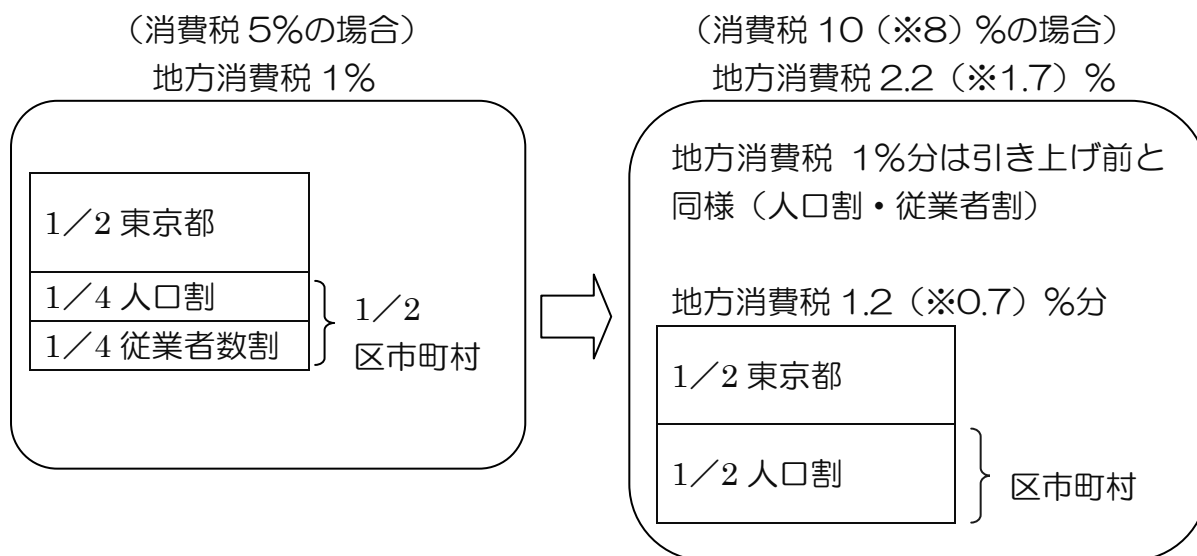 （消費税 5％の場合）
地方消費税 1％
1／2 東京都
1／4 人口割
1／4 従業者数割
1／2
区市町村
（消費税 10（※8）％の場合）
地方消費税 2.2（※1.7）％
地方消費税 1％分は引き上げ前と
同様（人口割・従業者割）
地方消費税 1.2（※0.7）％分
1／2 東京都
1／2 人口割
区市町村